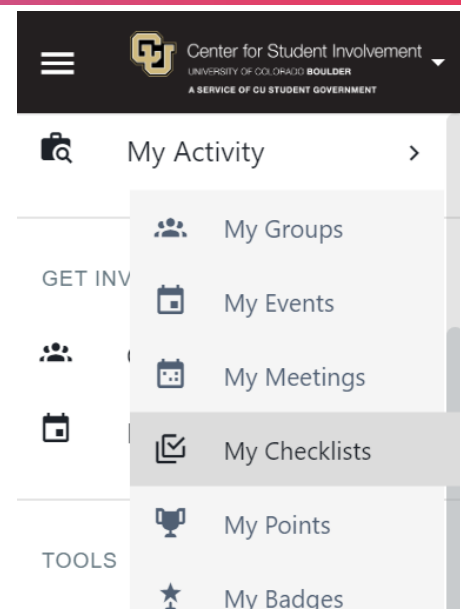 Center for Student Involvement
UNIVERSITY OF COLORADO BOULDER
A SERVICE OF CU STUDENT GOVERNMENT
My Activity
My Groups
GET INV
My Events
My Meetings
My Checklists
My Points
TOOLS
My Badges